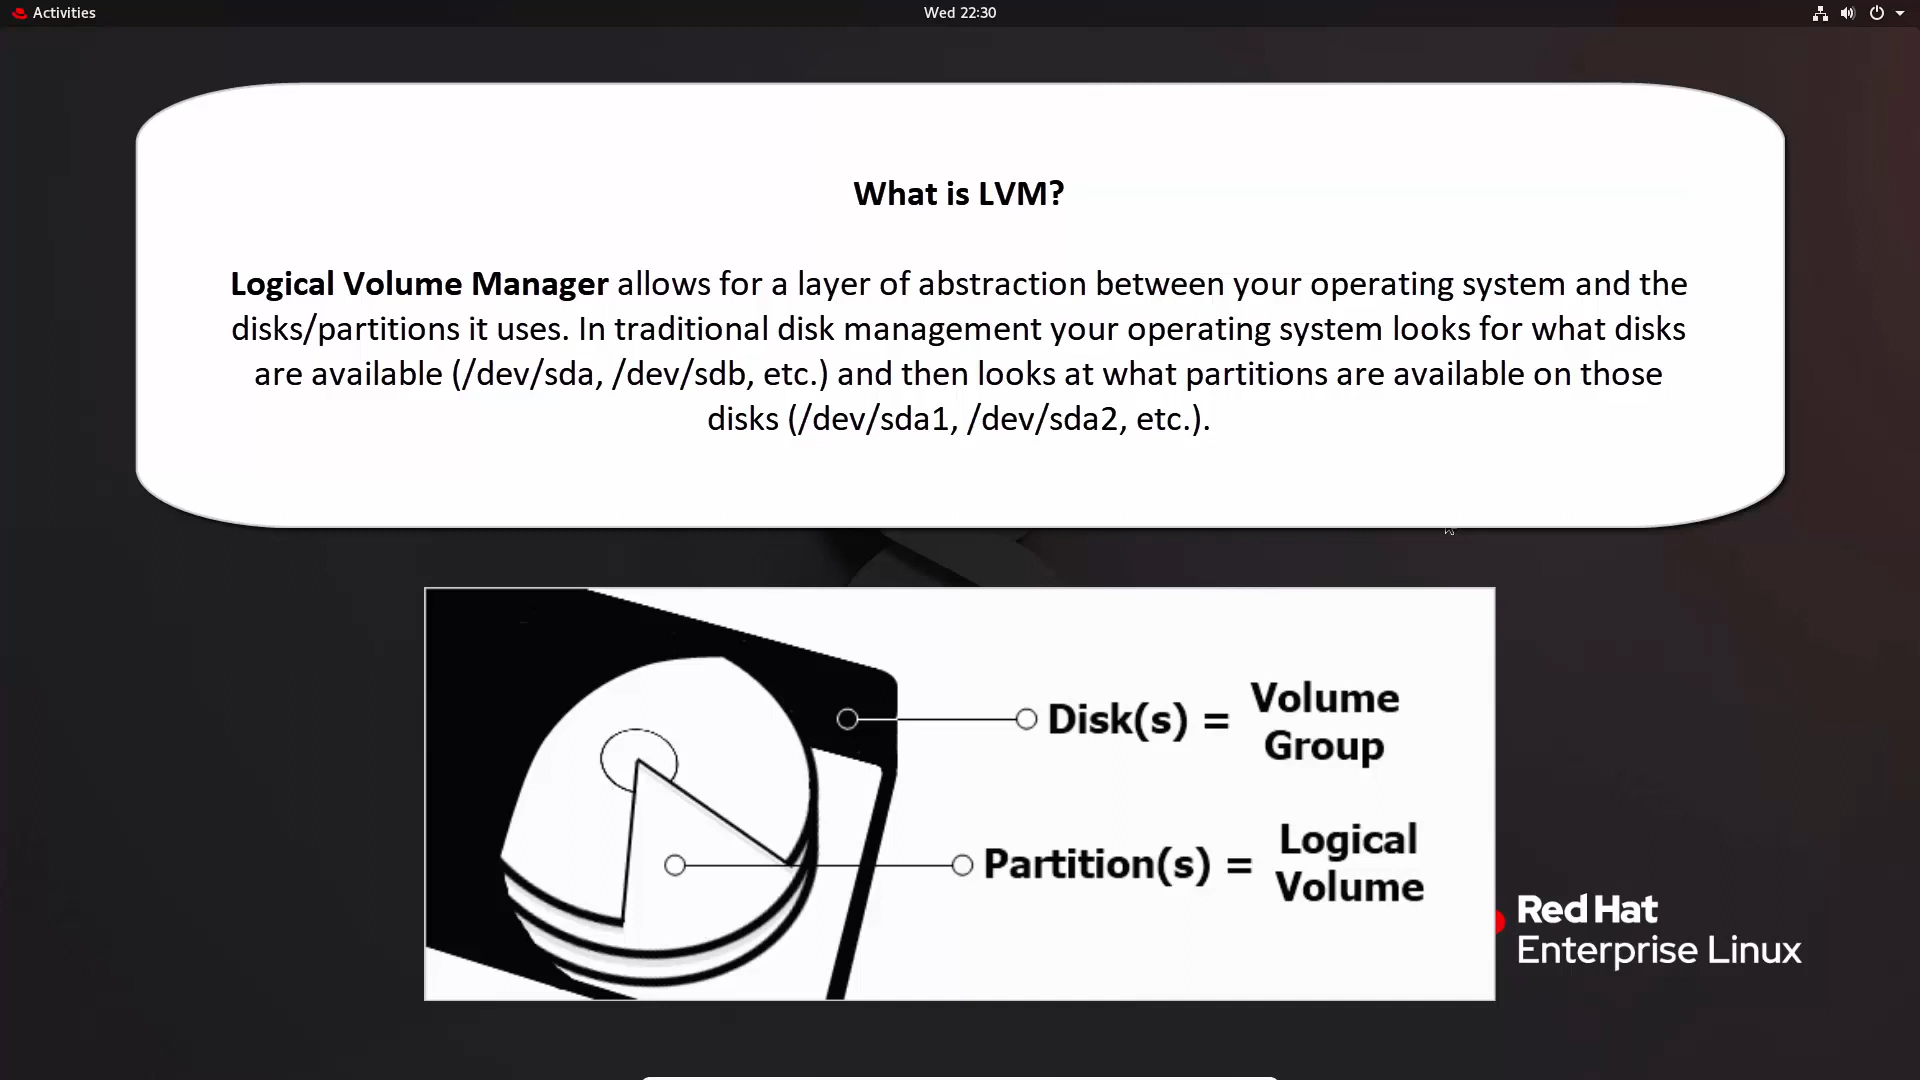 Activities
Wed 22:30
What is LVM?
Logical Volume Manager allows for a layer of abstraction between your operating system and the
disks/partitions it uses. In traditional disk management your operating system looks for what disks
are available (/dev/sda, /dev/sdb, etc.) and then looks at what partitions are available on those
disks (/dev/sda1, /dev/sda2, etc.).
Disk(s) = Volume
Group
Partition(s) = Logical
Volume
Red Hat
Enterprise Linux